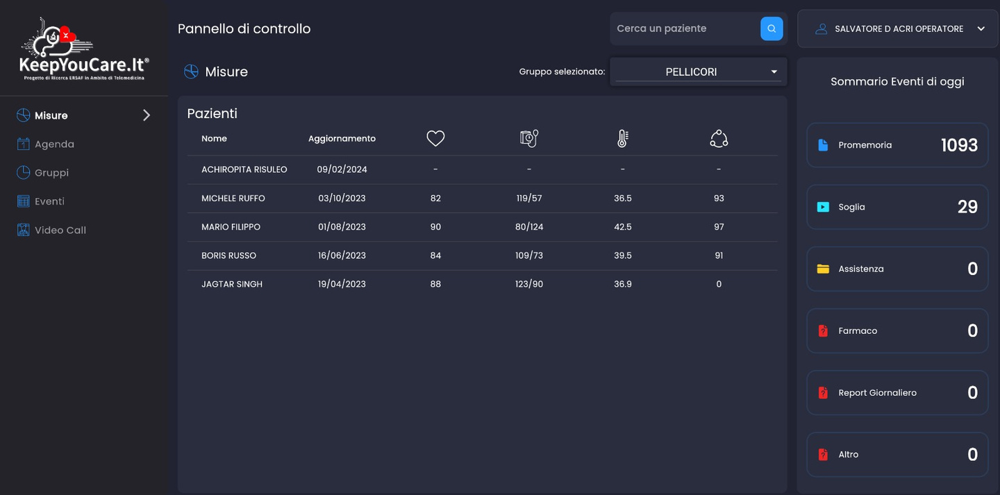 KeepYouCare.It®
Progetto di Ricerca ERSAF in Ambito di Telemedicina
Misure
Agenda
Gruppi
Eventi
Video Call
Pannello di controllo
Cerca un paziente
SALVATORE D ACRI OPERATORE
Misure
Gruppo selezionato: PELLICORI
Pazienti
Nome Aggiornamento
ACHIROPITA RISULEO 09/02/2024 - - - -
MICHELE RUFFO 03/10/2023 82 119/57 36.5 93
MARIO FILIPPO 01/08/2023 90 80/124 42.5 97
BORIS RUSSO 16/06/2023 84 109/73 39.5 91
JAGTAR SINGH 19/04/2023 88 123/90 36.9 0
Sommario Eventi di oggi
Promemoria 1093
Soglia 29
Assistenza 0
Farmaco 0
Report Giornaliero 0
Altro 0